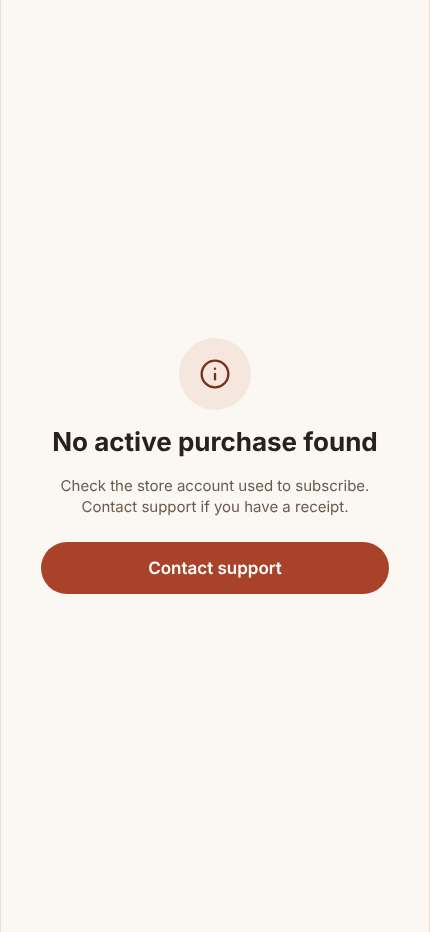 No active purchase found
Check the store account used to subscribe.
Contact support if you have a receipt.
Contact support